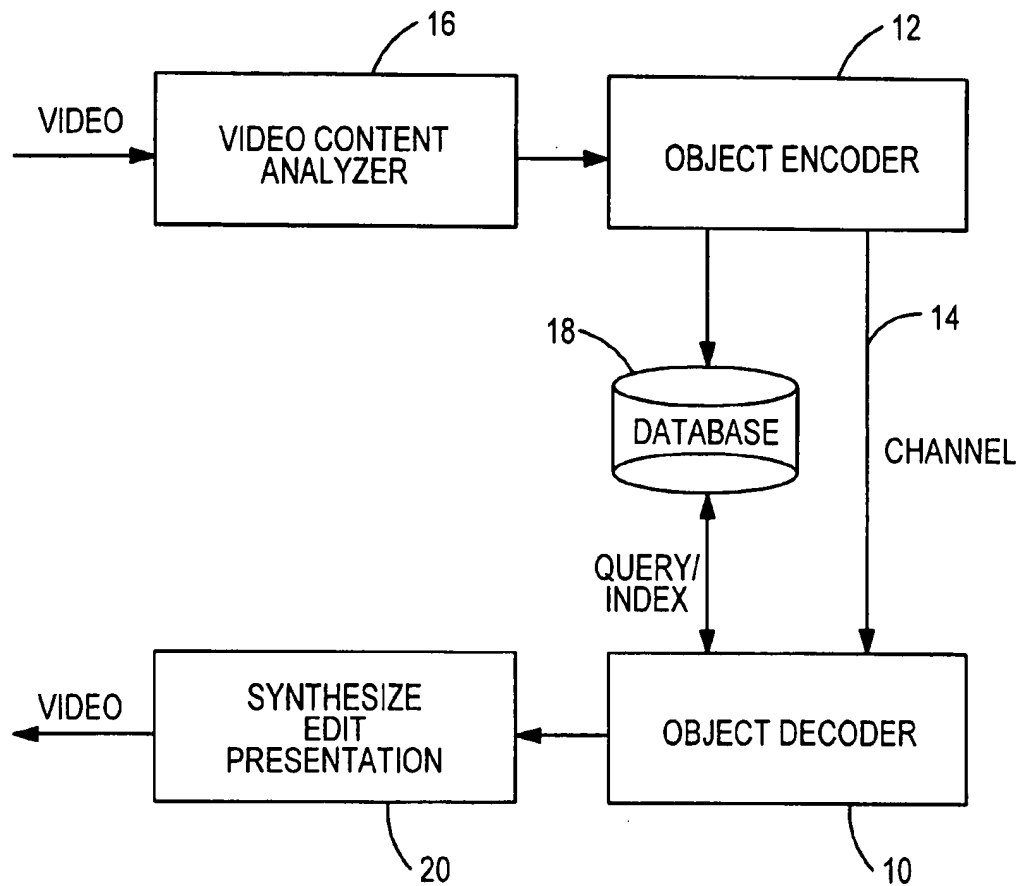 16
12
VIDEO
VIDEO CONTENT
ANALYZER
OBJECT ENCODER
18
14
DATABASE
CHANNEL
QUERY/
INDEX
VIDEO
SYNTHESIZE
EDIT
PRESENTATION
OBJECT DECODER
20
10